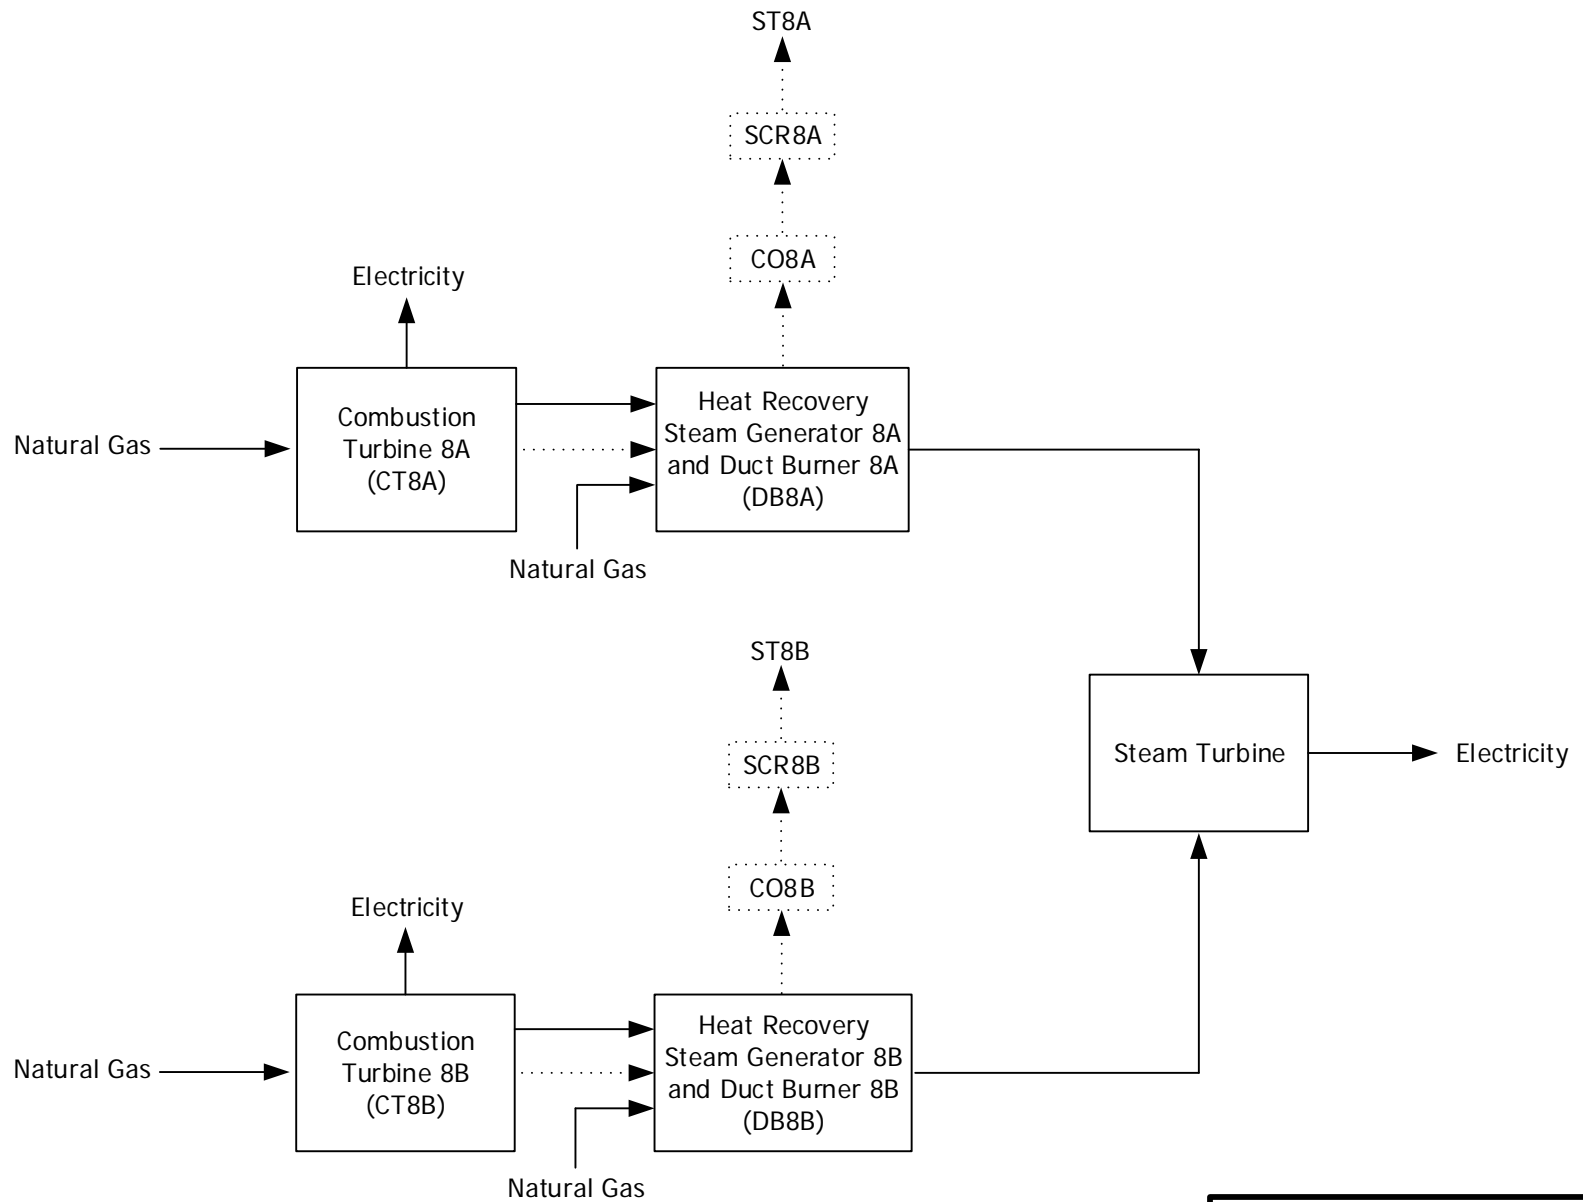 ST8A
SCR8A
CO8A
Electricity
Natural Gas
Combustion
Turbine 8A
(CT8A)
Heat Recovery
Steam Generator 8A
and Duct Burner 8A
(DB8A)
Natural Gas
ST8B
SCR8B
CO8B
Steam Turbine
Electricity
Electricity
Natural Gas
Combustion
Turbine 8B
(CT8B)
Heat Recovery
Steam Generator 8B
and Duct Burner 8B
(DB8B)
Natural Gas